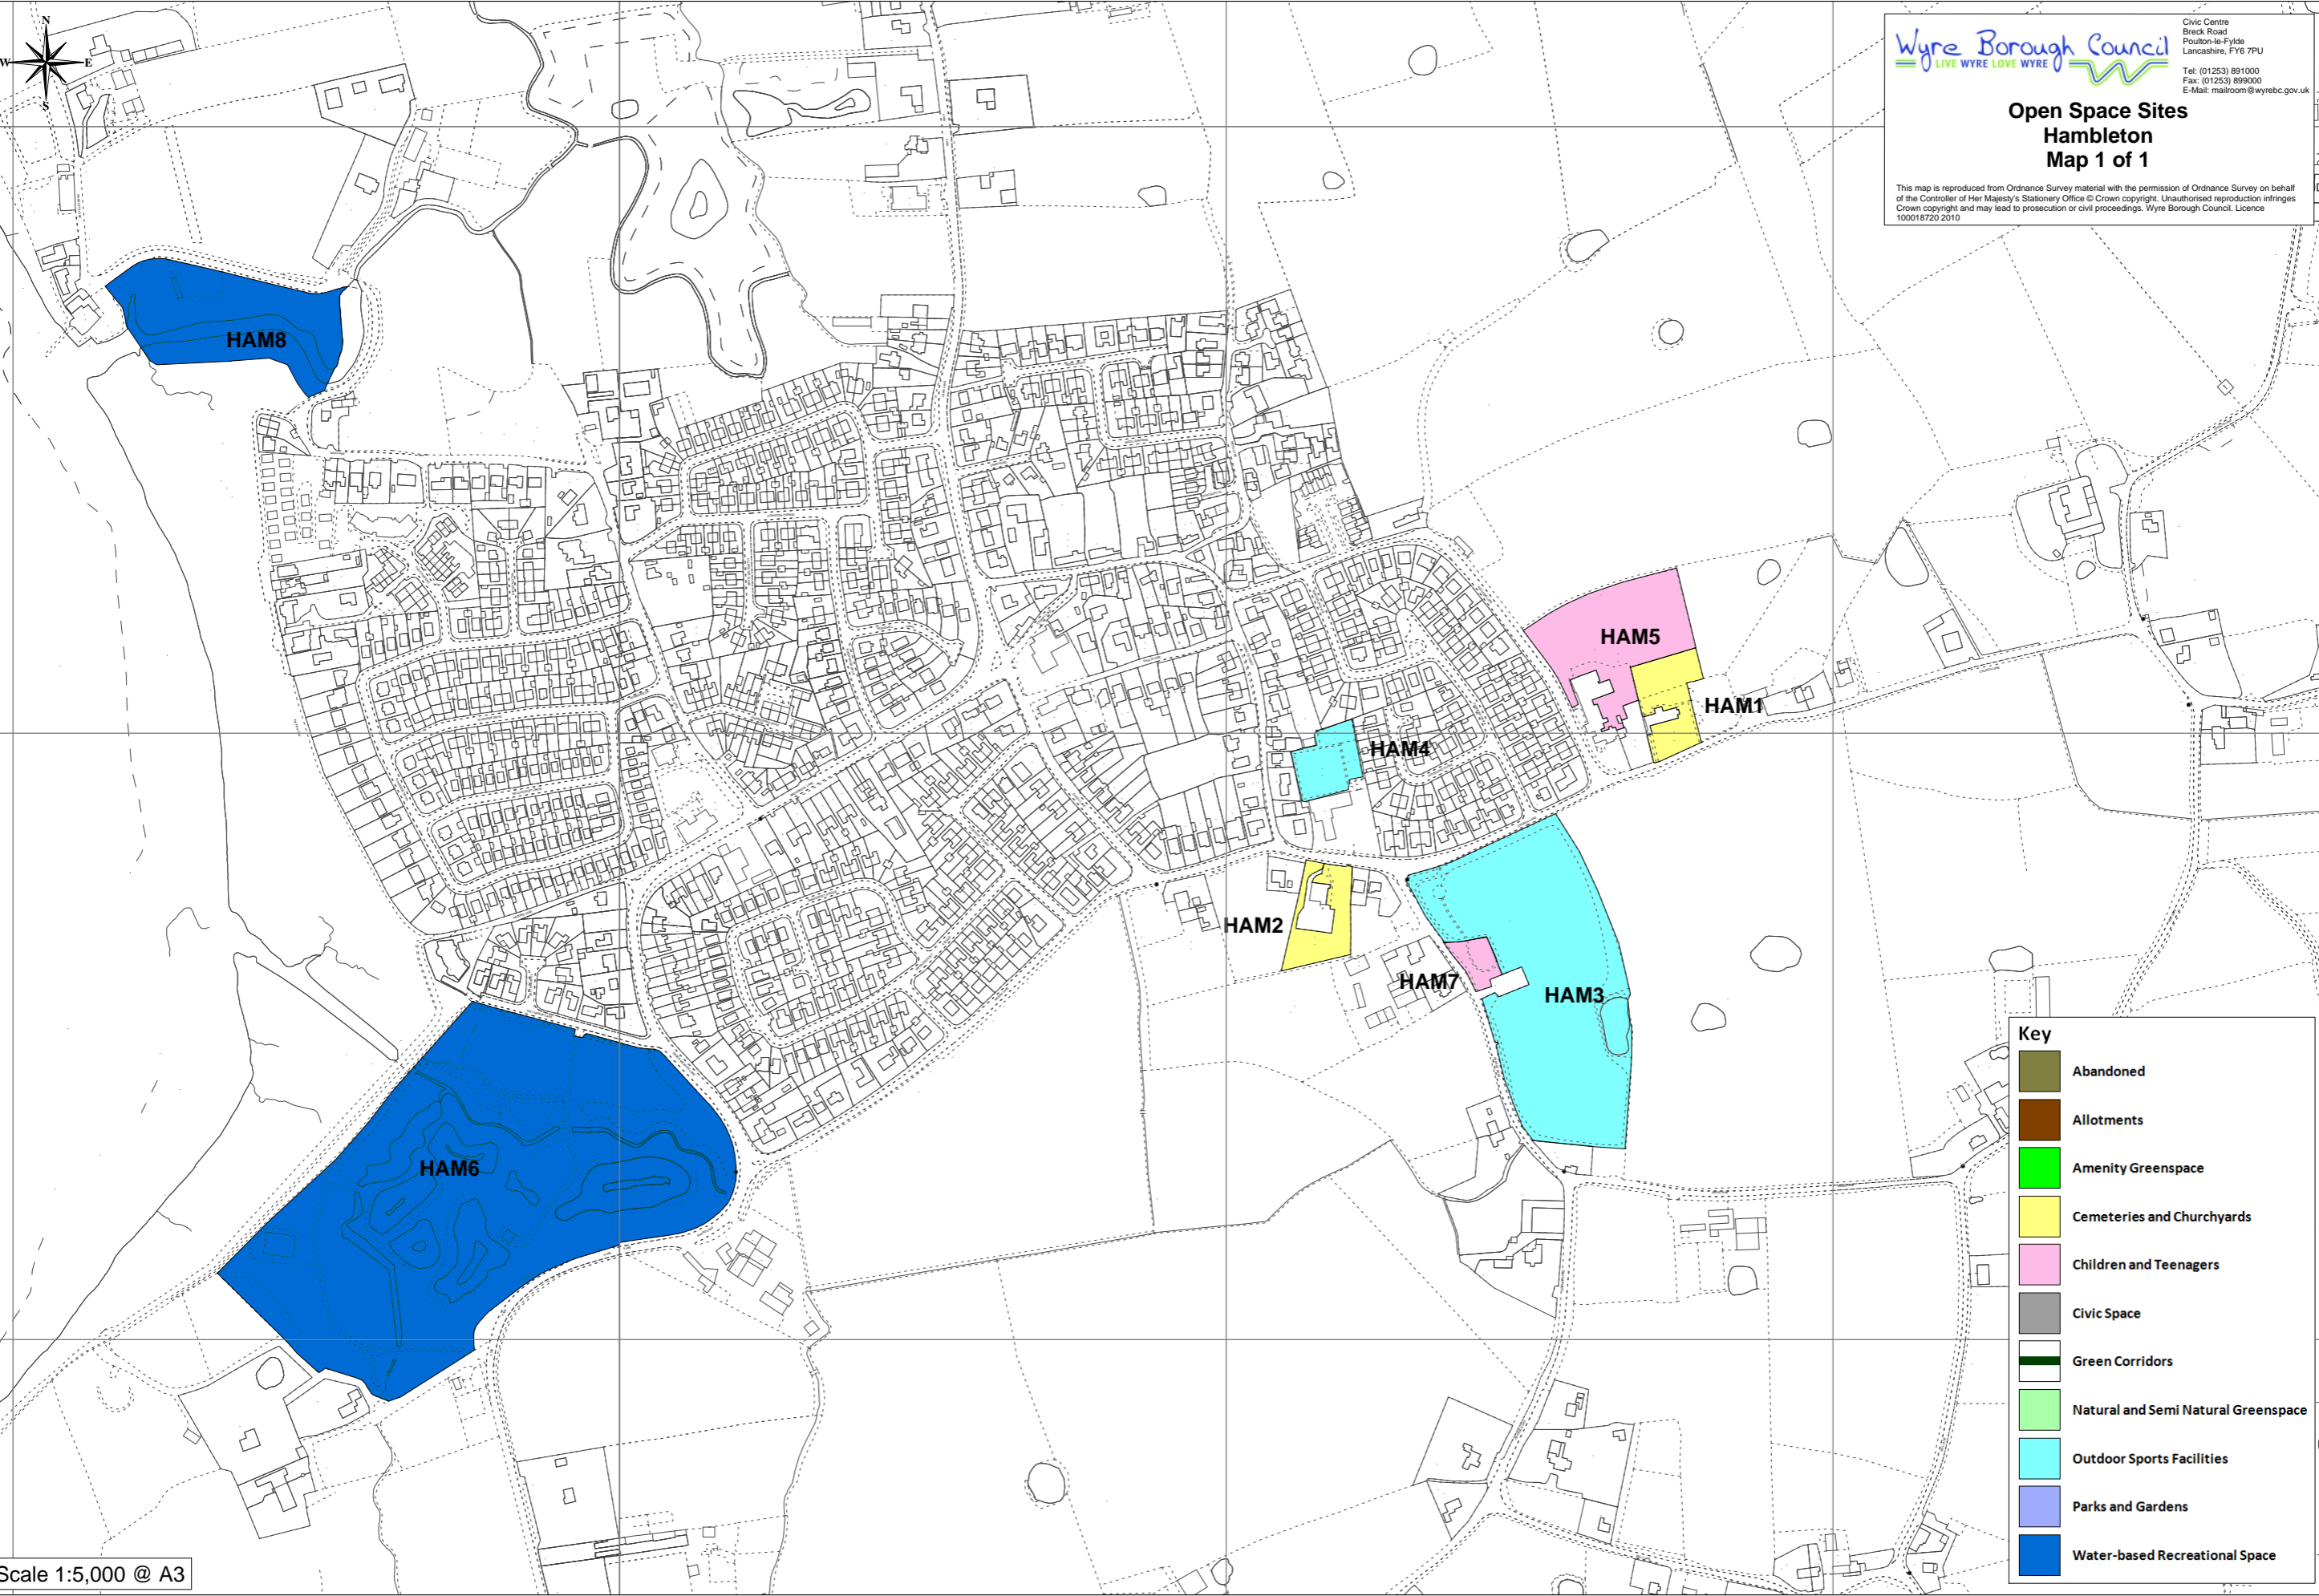 N
W
E
S
Wyre Borough Council
LIVE WYRE LOVE WYRE
Civic Centre
Breck Road
Poulton-le-Fylde
Lancashire, FY6 7PU
Tel: (01253) 891000
Fax: (01253) 899000
E-Mail: mailroom@wyrebc.gov.uk
Open Space Sites
Hambleton
Map 1 of 1
This map is reproduced from Ordnance Survey material with the permission of Ordnance Survey on behalf
of the Controller of Her Majesty's Stationery Office © Crown copyright. Unauthorised reproduction infringes
Crown copyright and may lead to prosecution or civil proceedings. Wyre Borough Council. Licence
100018720 2010
HAM8
HAM5
HAM1
HAM4
HAM2
HAM7
HAM3
HAM6
Key
Abandoned
Allotments
Amenity Greenspace
Cemeteries and Churchyards
Children and Teenagers
Civic Space
Green Corridors
Natural and Semi Natural Greenspace
Outdoor Sports Facilities
Parks and Gardens
Water-based Recreational Space
Scale 1:5,000 @ A3